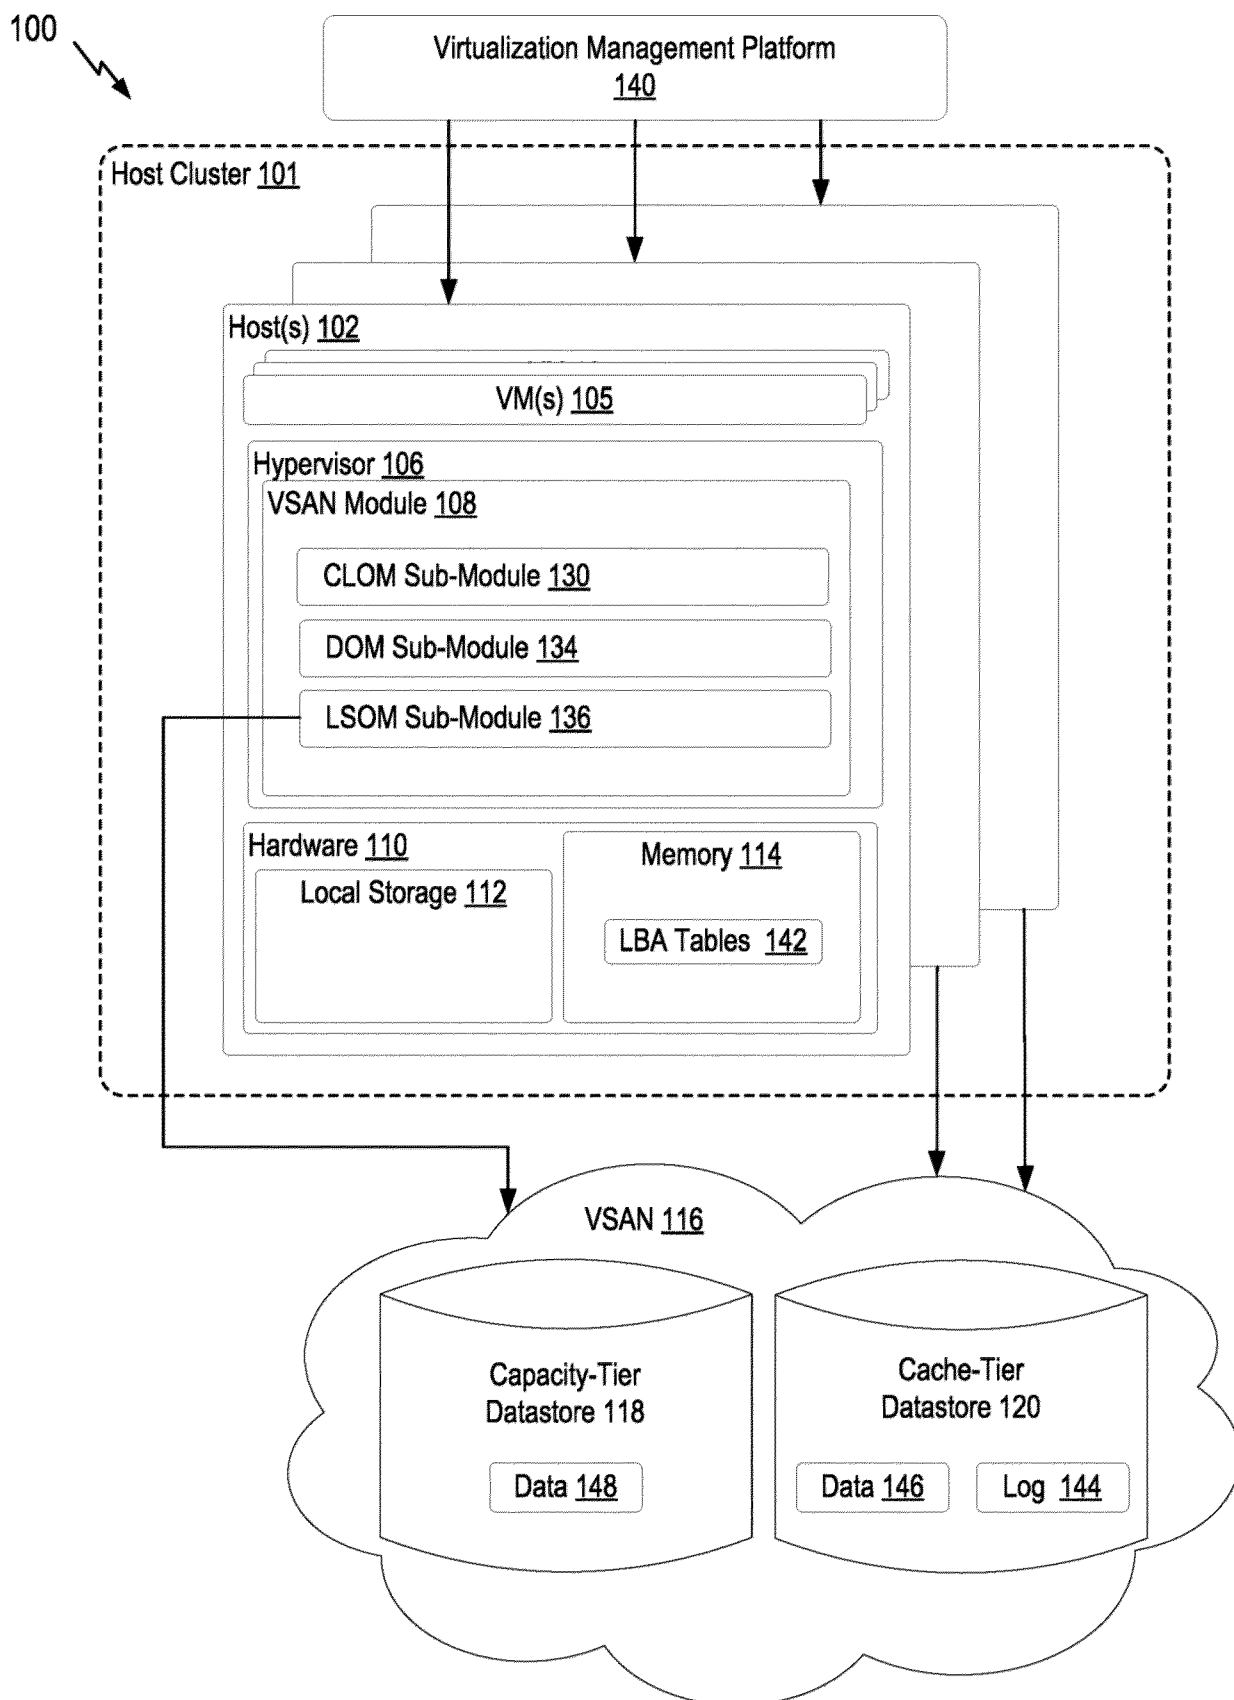 100
Virtualization Management Platform
140
Host Cluster 101
Host(s) 102
VM(s) 105
Hypervisor 106
VSAN Module 108
CLOM Sub-Module 130
DOM Sub-Module 134
LSOM Sub-Module 136
Hardware 110
Local Storage 112
Memory 114
LBA Tables 142
VSAN 116
Capacity-Tier
Datastore 118
Data 148
Cache-Tier
Datastore 120
Data 146
Log 144